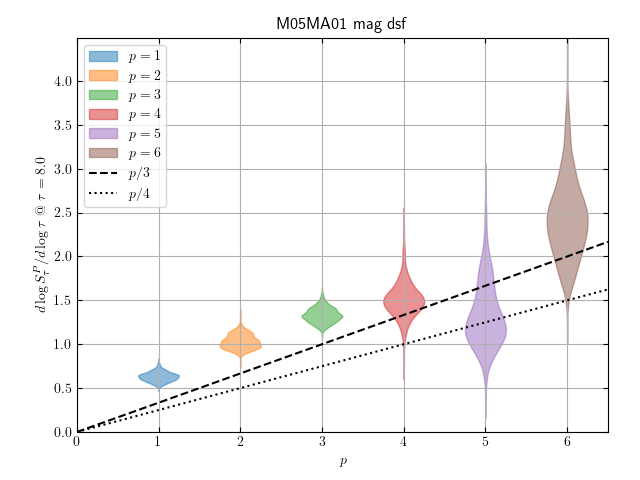 M05MA01 mag dsf
p = 1
p = 2
p = 3
p = 4
p = 5
p = 6
p/3
p/4
d log S_τ^P / d log τ @ τ = 8.0
4.0
3.5
3.0
2.5
2.0
1.5
1.0
0.5
0.0
0 1 2 3 4 5 6
p